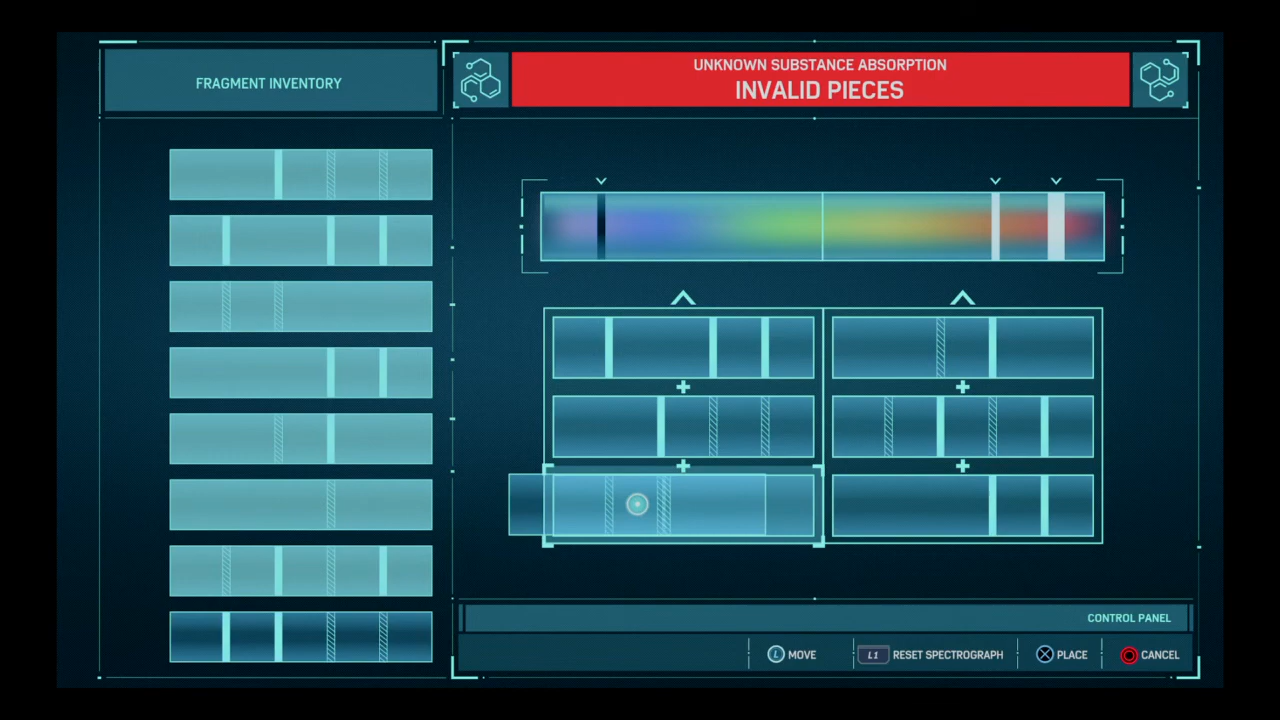 FRAGMENT INVENTORY
UNKNOWN SUBSTANCE ABSORPTION
INVALID PIECES
CONTROL PANEL
L MOVE
L1 RESET SPECTROGRAPH
PLACE
CANCEL